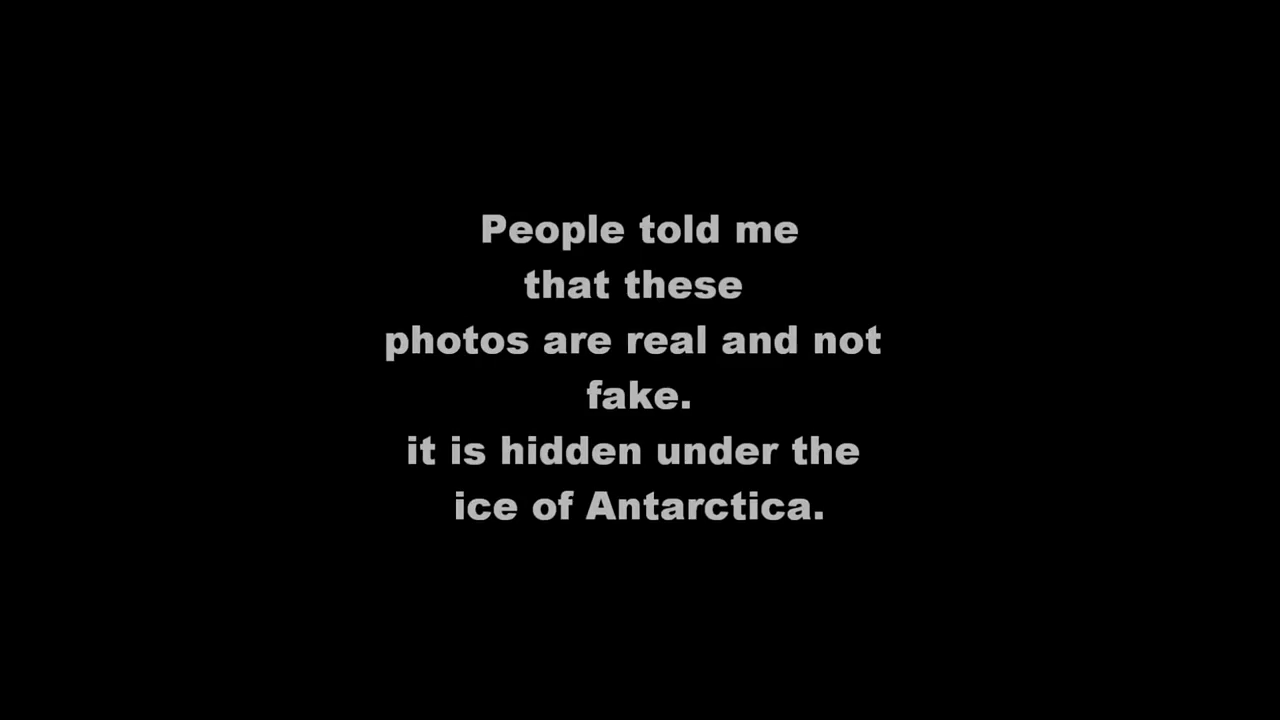 People told me
that these
photos are real and not
fake.
it is hidden under the
ice of Antarctica.